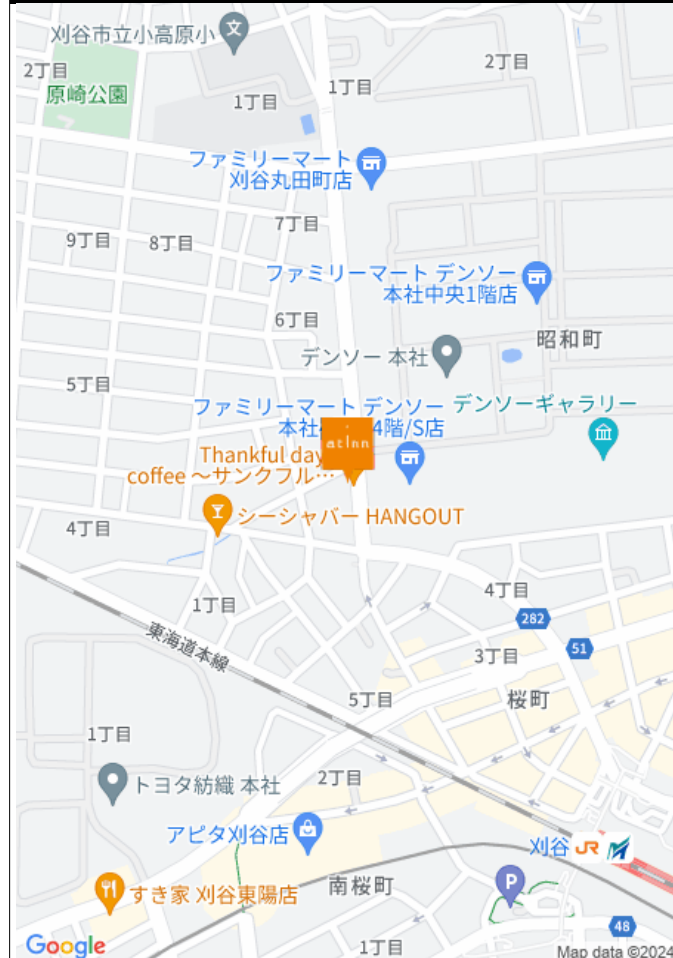 刈谷市立小高原小
2丁目
2丁目
原崎公園
1丁目
1丁目
ファミリーマート
刈谷丸田町店
7丁目
9丁目
8丁目
ファミリーマート デンソー
本社中央1階店
6丁目
昭和町
デンソー 本社
5丁目
ファミリーマート デンソー
デンソーギャラリー
本社
4階/S店
at Inn
Thankful day
coffee ～サンクフル…
シーシャバー HANGOUT
4丁目
4丁目
1丁目
282
東海道本線
51
3丁目
5丁目
桜町
1丁目
2丁目
トヨタ紡織 本社
アピタ刈谷店
刈谷 JR
南桜町
P
すき家 刈谷東陽店
48
1丁目
Google
Map data ©2024